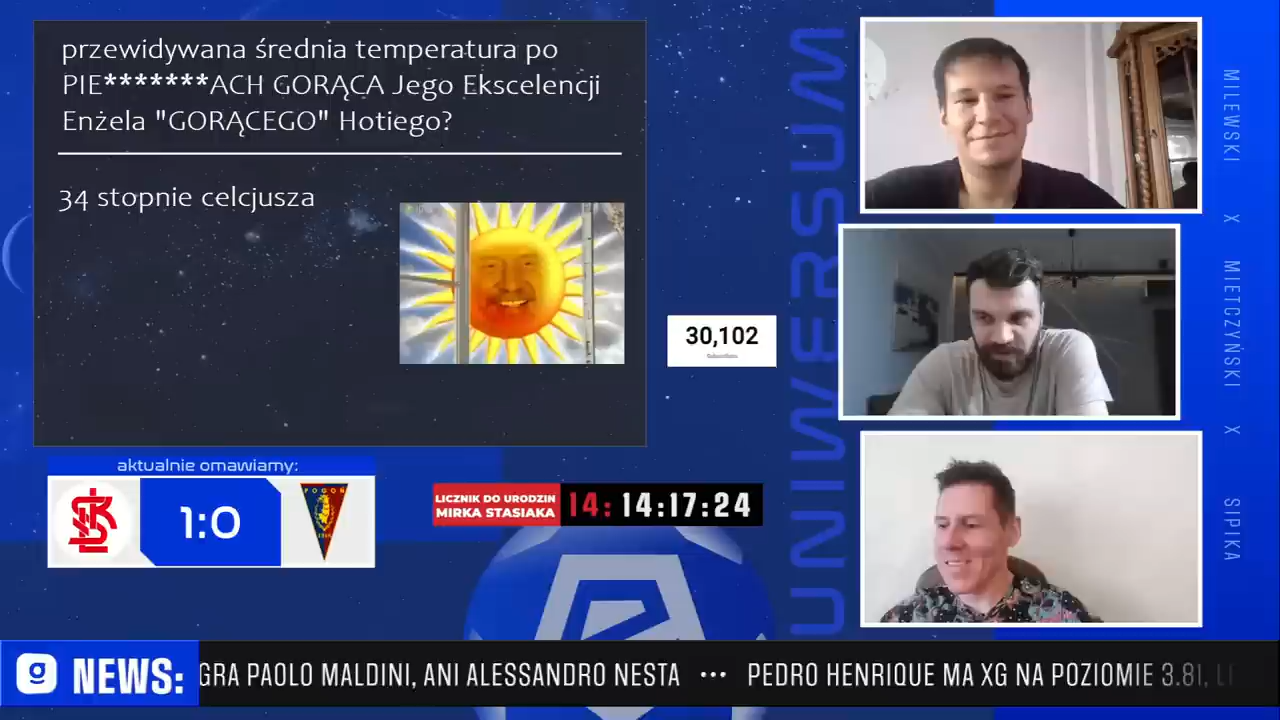 przewidywana średnia temperatura po
PIE*******ACH GORĄCA Jego Ekscelencji
Enżela "GORĄCEGO" Hotiego?
34 stopnie celcjusza
30,102
aktualnie omawiamy:
ŁKS
1:0
POGOŃ
LICZNIK DO URODZIN
MIRKA STASIAKA
14: 14:17:24
UNIWERSUM
MILEWSKI X MIETCZYŃSKI X SIPIKA
g NEWS:
GRA PAOLO MALDINI, ANI ALESSANDRO NESTA ··· PEDRO HENRIQUE MA XG NA POZIOMIE 3.81,